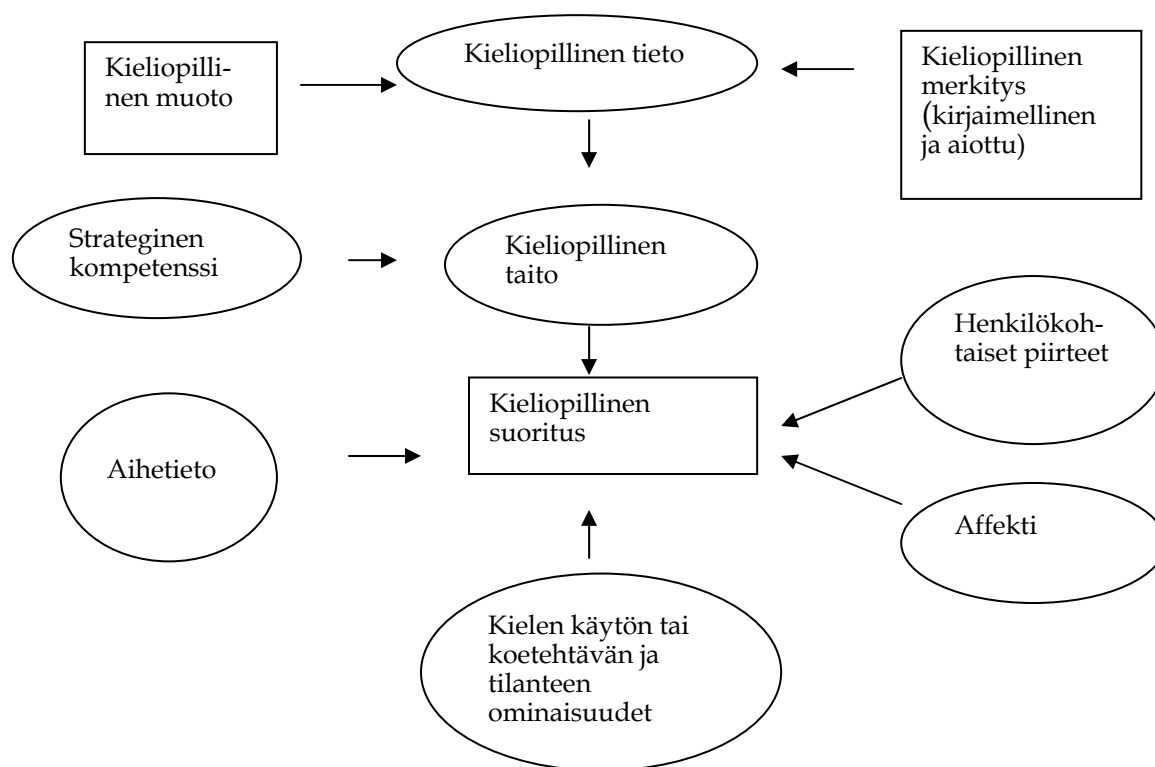 Kieliopilli-
nen muoto
Kieliopillinen tieto
Kieliopillinen
merkitys
(kirjaimellinen
ja aiottu)
Strateginen
kompetenssi
Kieliopillinen
taito
Henkilökoh-
taiset piirteet
Kieliopillinen
suoritus
Aihetieto
Affekti
Kielen käytön tai
koetehtävän ja
tilanteen
ominaisuudet